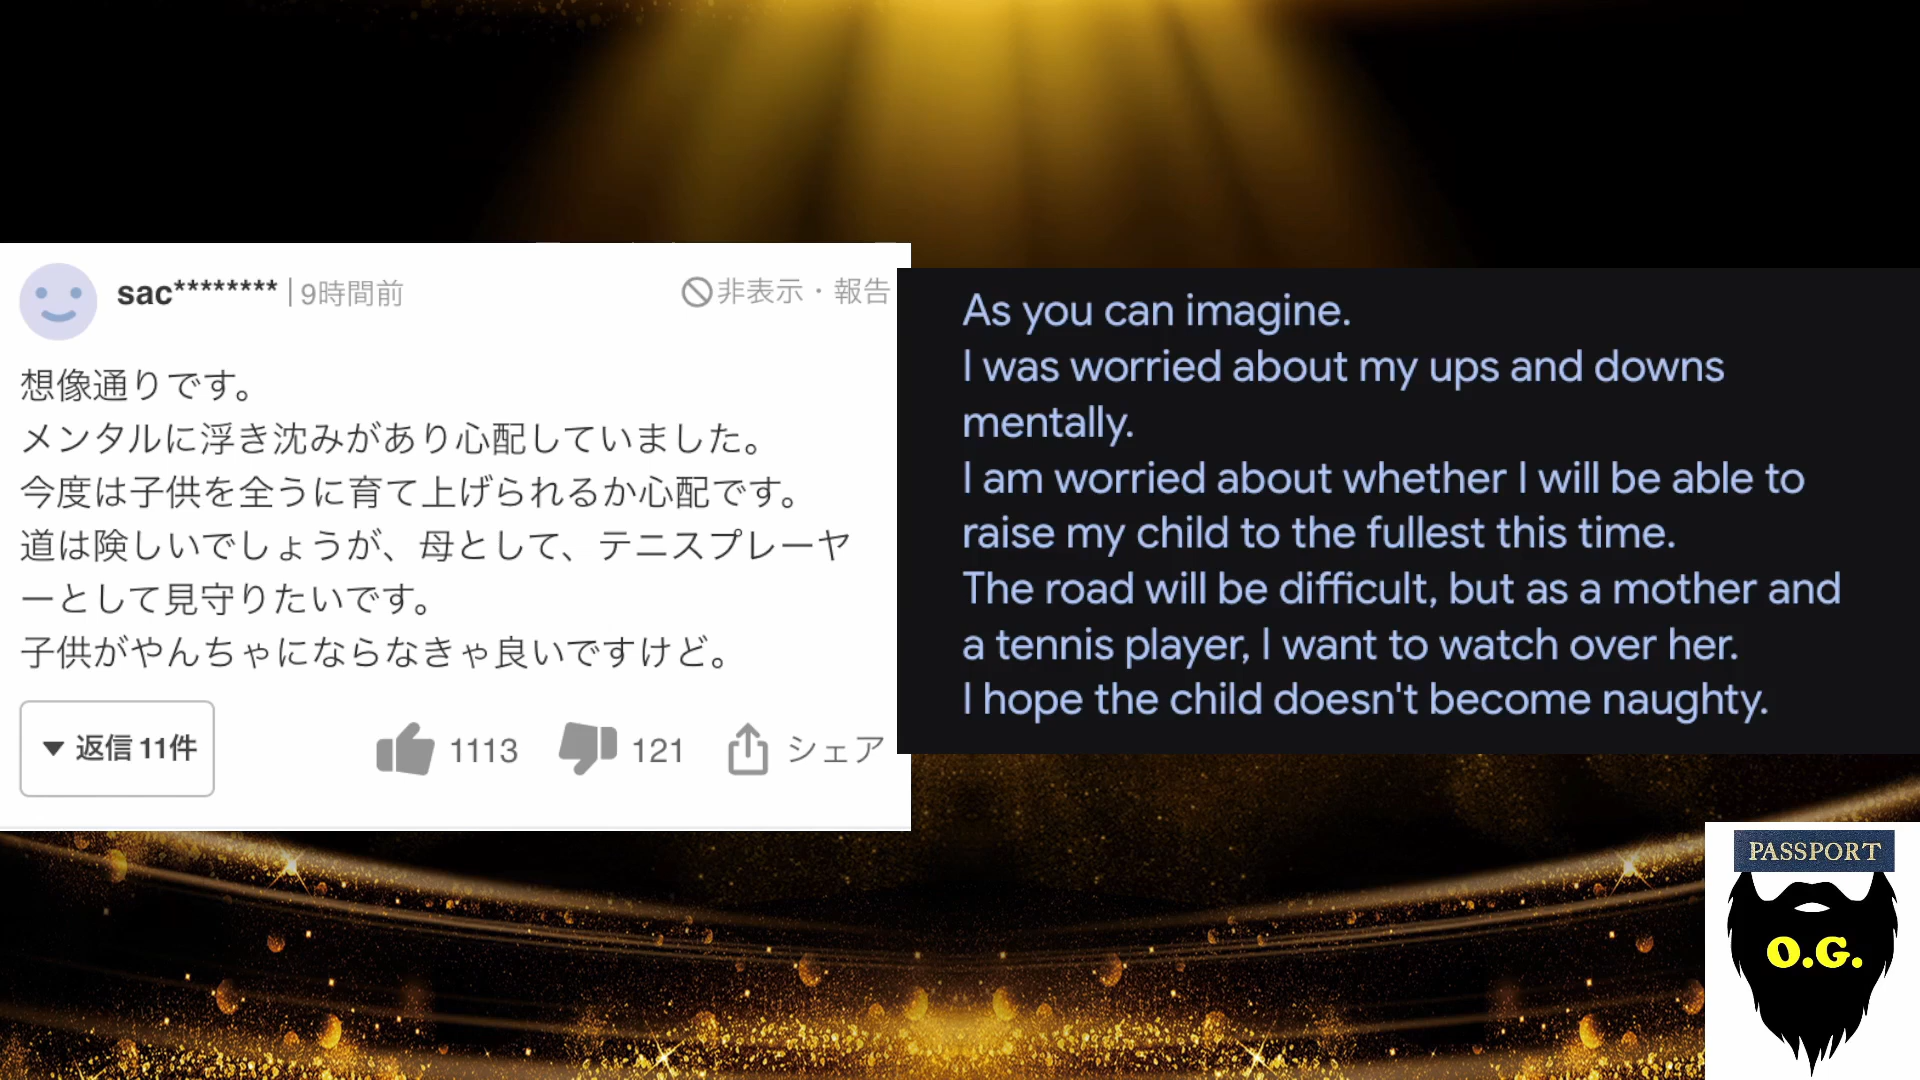 sac******** | 9時間前
非表示・報告
想像通りです。
メンタルに浮き沈みがあり心配していました。
今度は子供を全うに育て上げられるか心配です。
道は険しいでしょうが、母として、テニスプレーヤ
ーとして見守りたいです。
子供がやんちゃにならなきゃ良いですけど。
返信 11件
1113
121
シェア
As you can imagine.
I was worried about my ups and downs
mentally.
I am worried about whether I will be able to
raise my child to the fullest this time.
The road will be difficult, but as a mother and
a tennis player, I want to watch over her.
I hope the child doesn't become naughty.
PASSPORT
O.G.